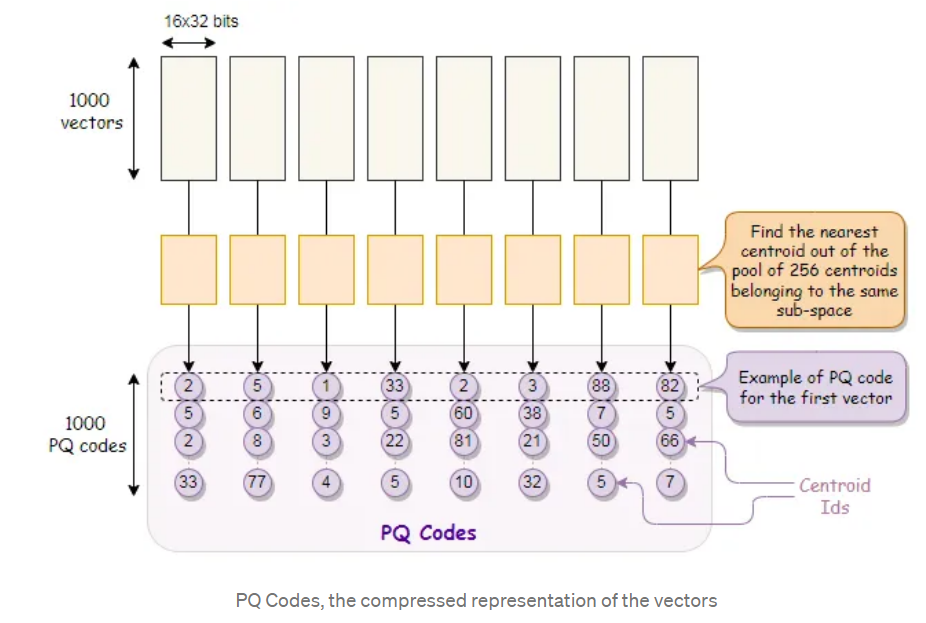 16x32 bits
1000
vectors
Find the nearest
centroid out of the
pool of 256 centroids
belonging to the same
sub-space
2 5 1 33 2 3 88 82
5 6 9 5 60 38 7 5
2 8 3 22 81 21 50 66
33 77 4 5 10 32 5 7
1000
PQ codes
Example of PQ code
for the first vector
Centroid
Ids
PQ Codes
PQ Codes, the compressed representation of the vectors